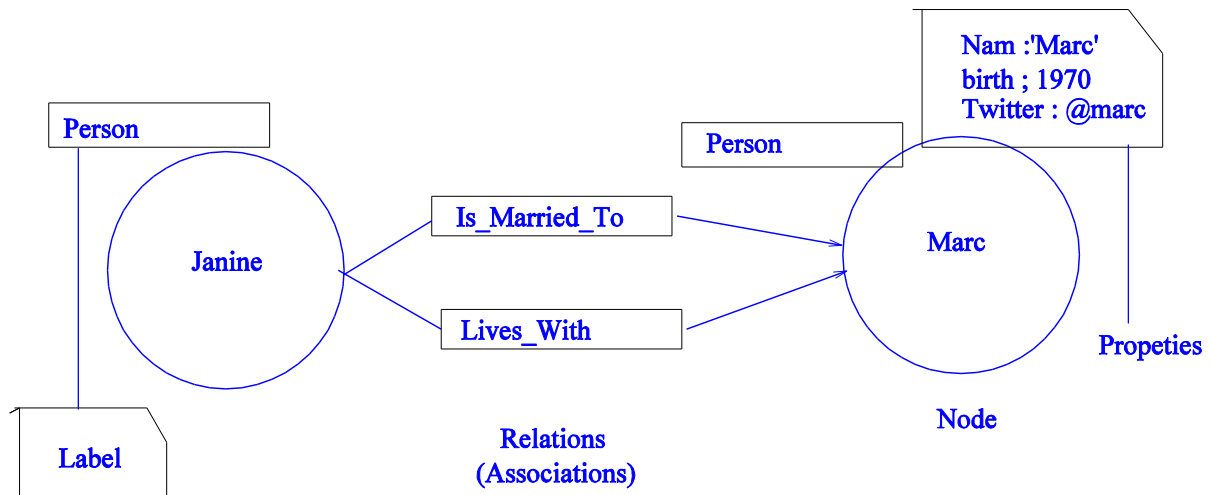 Nam :'Marc'
birth ; 1970
Twitter : @marc
Person
Person
Is_Married_To
Janine
Marc
Lives_With
Propeties
Node
Relations
(Associations)
Label